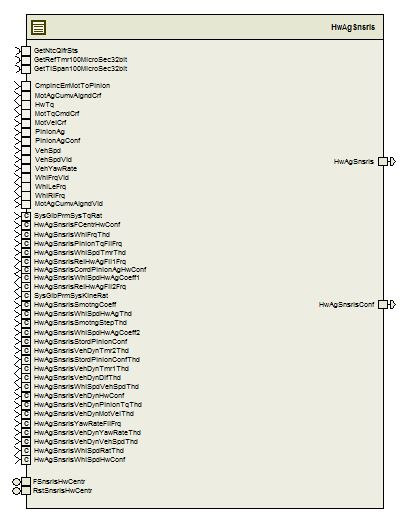 HwAgSnsrls
GetNtcQlfrSts
GetRefTmr100MicroSec32bit
GetTiSpan100MicroSec32bit
CmplncErrMotToPinion
MotAgCumvAlgndCrf
HwTq
MotTqCmdCrf
MotVelCrf
PinionAg
PinionAgConf
VehSpd
VehSpdVld
VehYawRate
WhlFrqVld
WhlLeFrq
WhlRiFrq
MotAgCumvAlgndVld
HwAgSnsrls
SysGlbPrmSysTqRat
HwAgSnsrlsFCentrHwConf
HwAgSnsrlsWhlFrqThd
HwAgSnsrlsPinionTqFilFrq
HwAgSnsrlsWhlSpdTmrThd
HwAgSnsrlsRelHwAgFil1Frq
HwAgSnsrlsCorrdPinionAgHwConf
HwAgSnsrlsWhlSpdHwAgCoeff1
HwAgSnsrlsRelHwAgFil2Frq
SysGlbPrmSysKineRat
HwAgSnsrlsSmotngCoeff
HwAgSnsrlsConf
HwAgSnsrlsWhlSpdHwAgThd
HwAgSnsrlsSmotngStepThd
HwAgSnsrlsWhlSpdHwAgCoeff2
HwAgSnsrlsStordPinionConf
HwAgSnsrlsVehDynTmr2Thd
HwAgSnsrlsStordPinionConfThd
HwAgSnsrlsVehDynTmr1Thd
HwAgSnsrlsVehDynDifThd
HwAgSnsrlsWhlSpdVehSpdThd
HwAgSnsrlsVehDynHwConf
HwAgSnsrlsVehDynPinionTqThd
HwAgSnsrlsVehDynMotVelThd
HwAgSnsrlsYawRateFilFrq
HwAgSnsrlsVehDynYawRateThd
HwAgSnsrlsVehDynVehSpdThd
HwAgSnsrlsWhlSpdRatThd
HwAgSnsrlsWhlSpdHwConf
FSnsrlsHwCentr
RstSnsrlsHwCentr